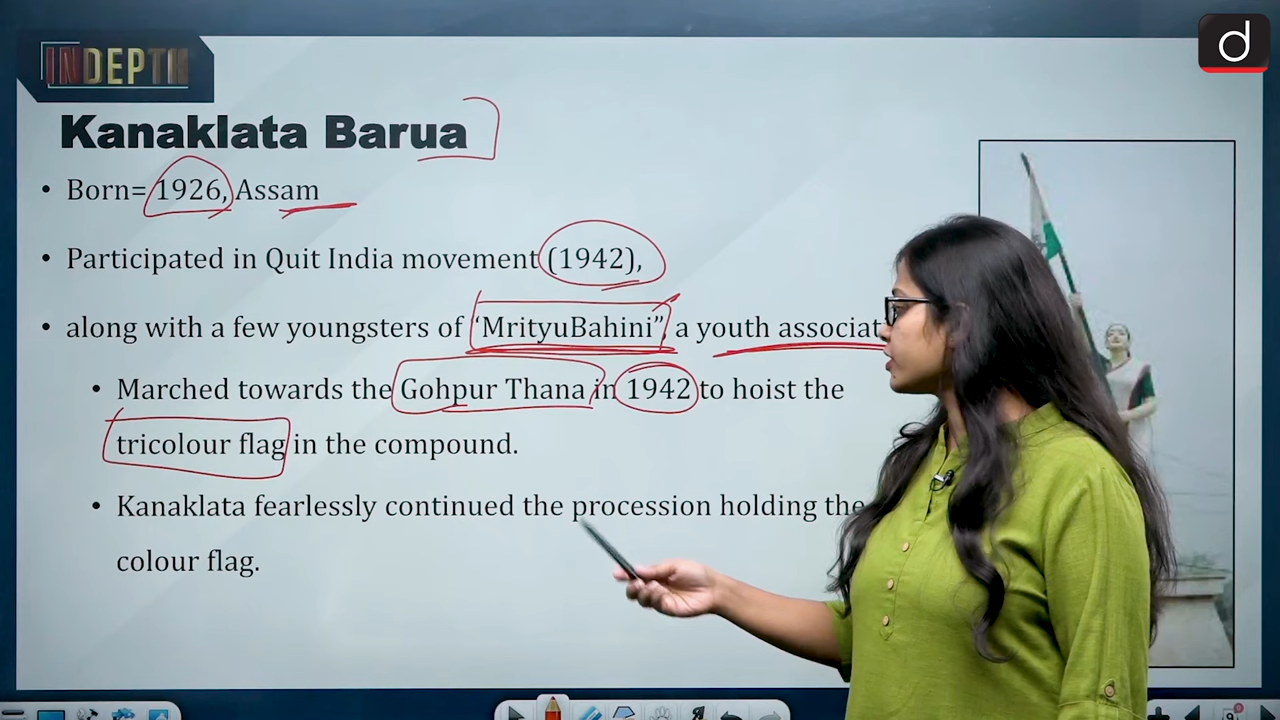 INDEPTH
d
Kanaklata Barua
• Born= 1926, Assam
• Participated in Quit India movement (1942),
• along with a few youngsters of ‘MrityuBahini”, a youth associat
• Marched towards the Gohpur Thana in 1942 to hoist the
tricolour flag in the compound.
• Kanaklata fearlessly continued the procession holding the
colour flag.